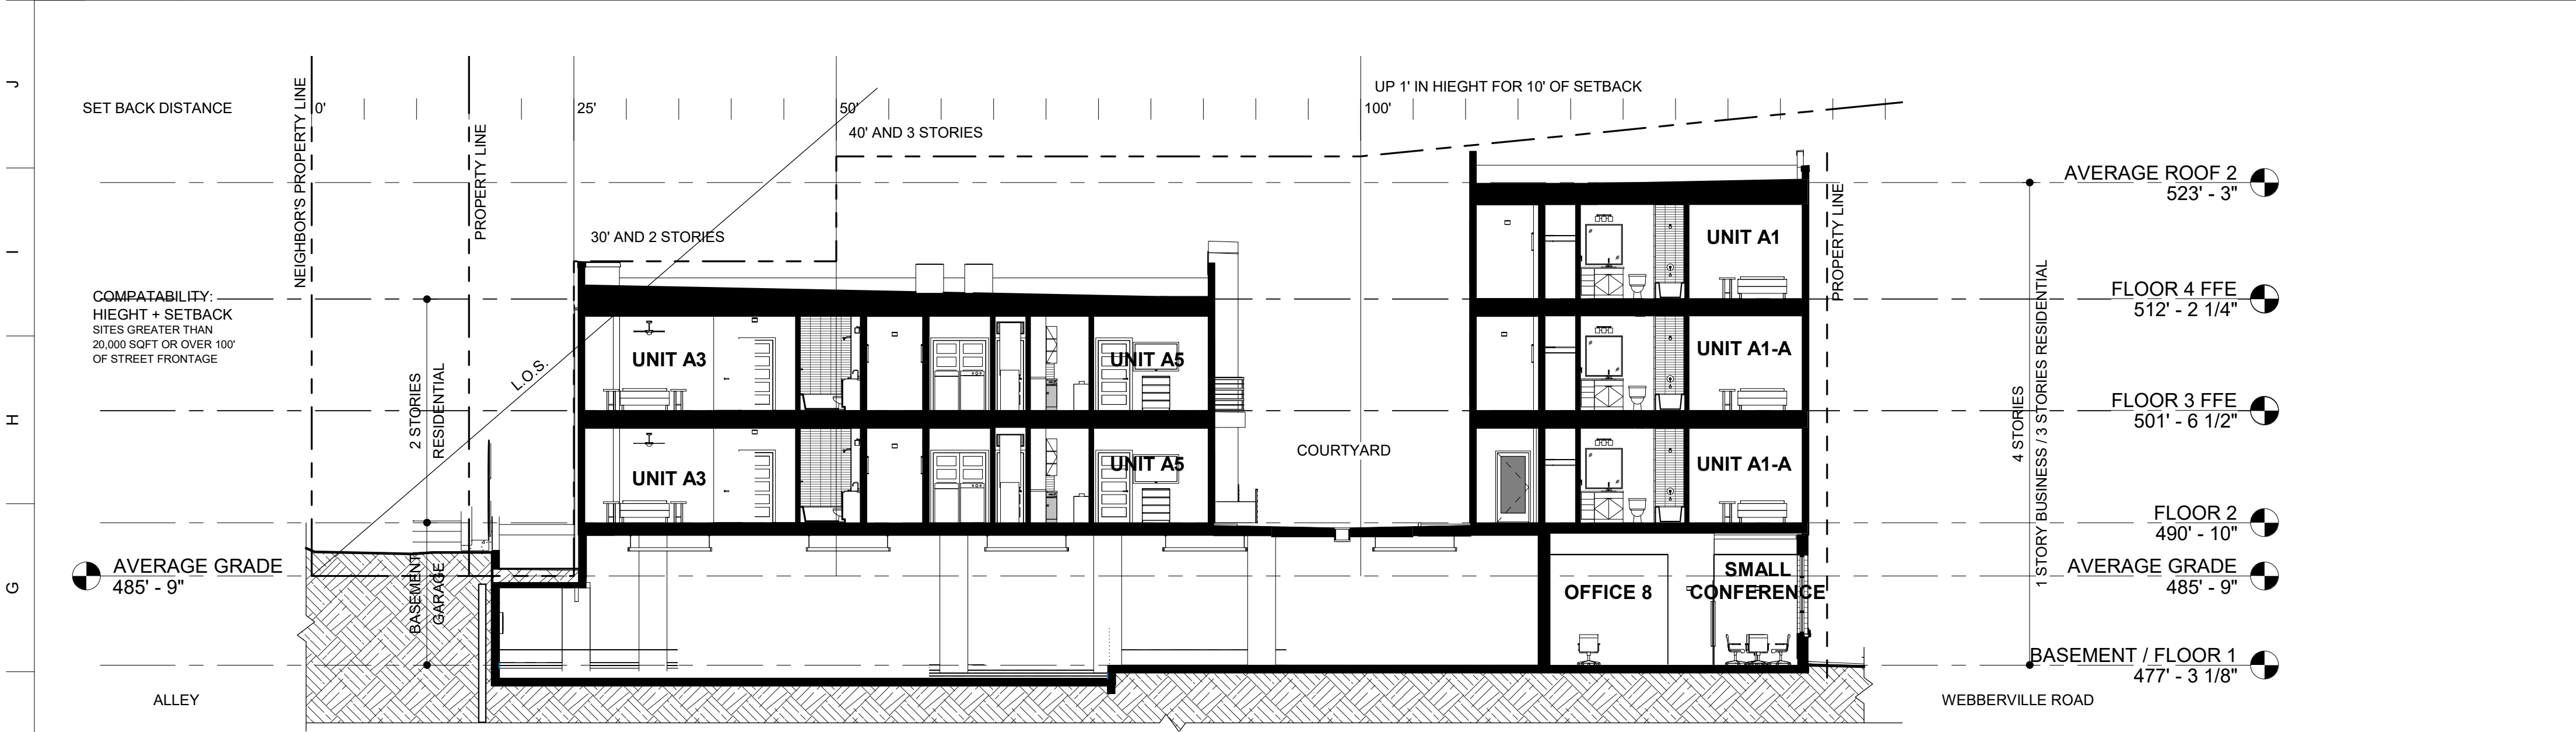 J
I
H
G
SET BACK DISTANCE
NEIGHBOR'S PROPERTY LINE
0'
PROPERTY LINE
25'
50'
100'
UP 1' IN HIEGHT FOR 10' OF SETBACK
40' AND 3 STORIES
30' AND 2 STORIES
COMPATABILITY:
HIEGHT + SETBACK
SITES GREATER THAN
20,000 SQFT OR OVER 100'
OF STREET FRONTAGE
2 STORIES
RESIDENTIAL
L.O.S.
BASEMENT
GARAGE
AVERAGE GRADE
485' - 9"
ALLEY
UNIT A3
UNIT A5
UNIT A3
UNIT A5
COURTYARD
UNIT A1
UNIT A1-A
UNIT A1-A
OFFICE 8
SMALL
CONFERENCE
PROPERTY LINE
4 STORIES
1 STORY BUSINESS / 3 STORIES RESIDENTIAL
AVERAGE ROOF 2
523' - 3"
FLOOR 4 FFE
512' - 2 1/4"
FLOOR 3 FFE
501' - 6 1/2"
FLOOR 2
490' - 10"
AVERAGE GRADE
485' - 9"
BASEMENT / FLOOR 1
477' - 3 1/8"
WEBBERVILLE ROAD